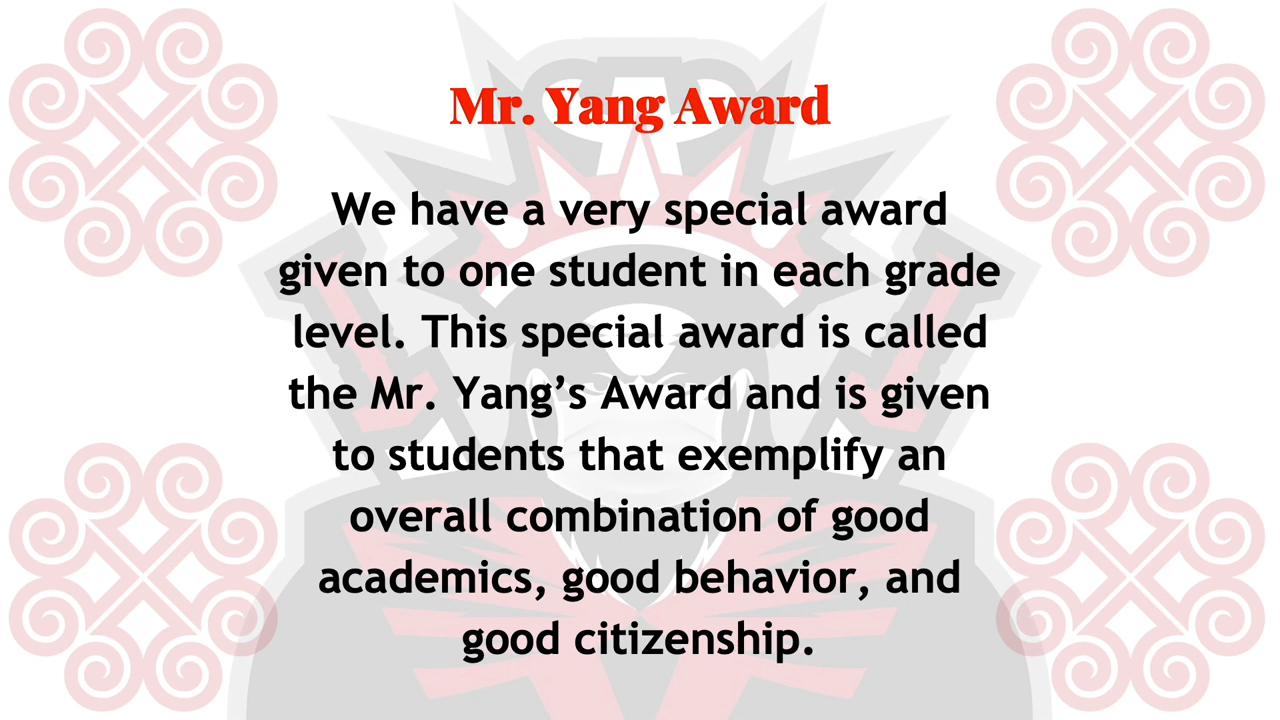 Mr. Yang Award
We have a very special award
given to one student in each grade
level. This special award is called
the Mr. Yang’s Award and is given
to students that exemplify an
overall combination of good
academics, good behavior, and
good citizenship.